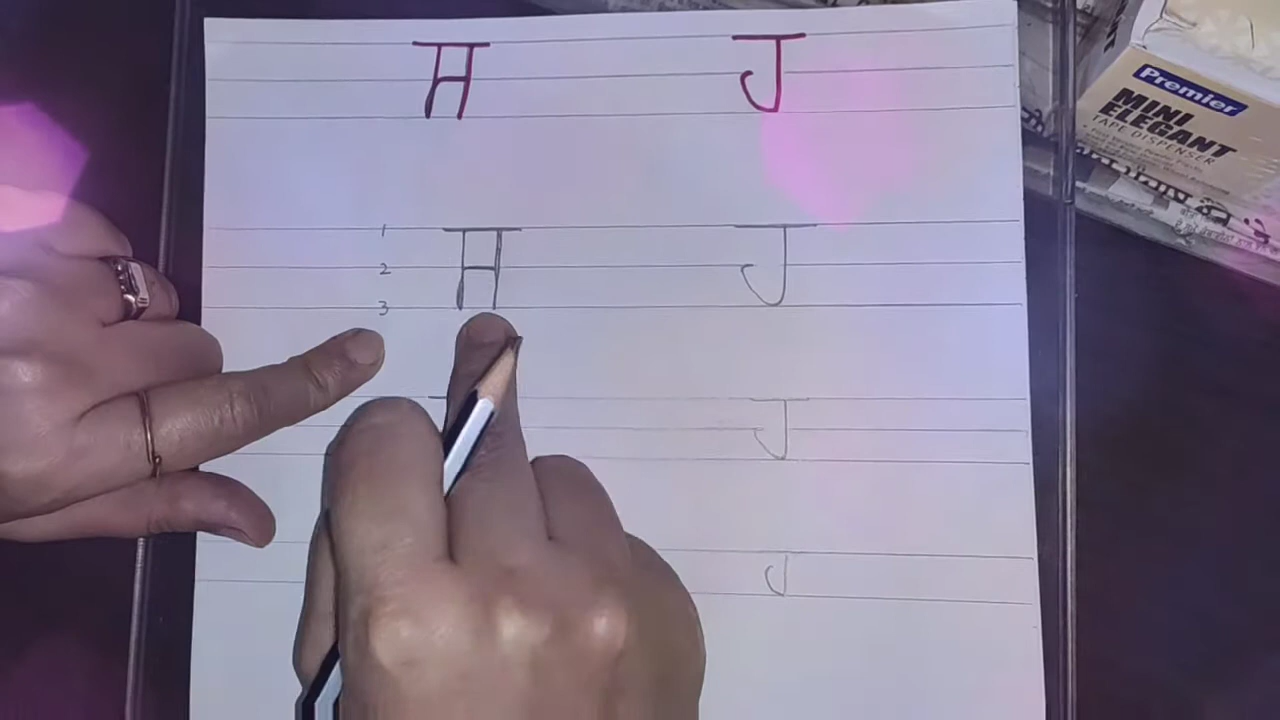 ਸ ਰ
1
2 ਸ ਰ
3
ਰ
ਰ
Premier
MINI
ELEGANT
TAPE DISPENSER